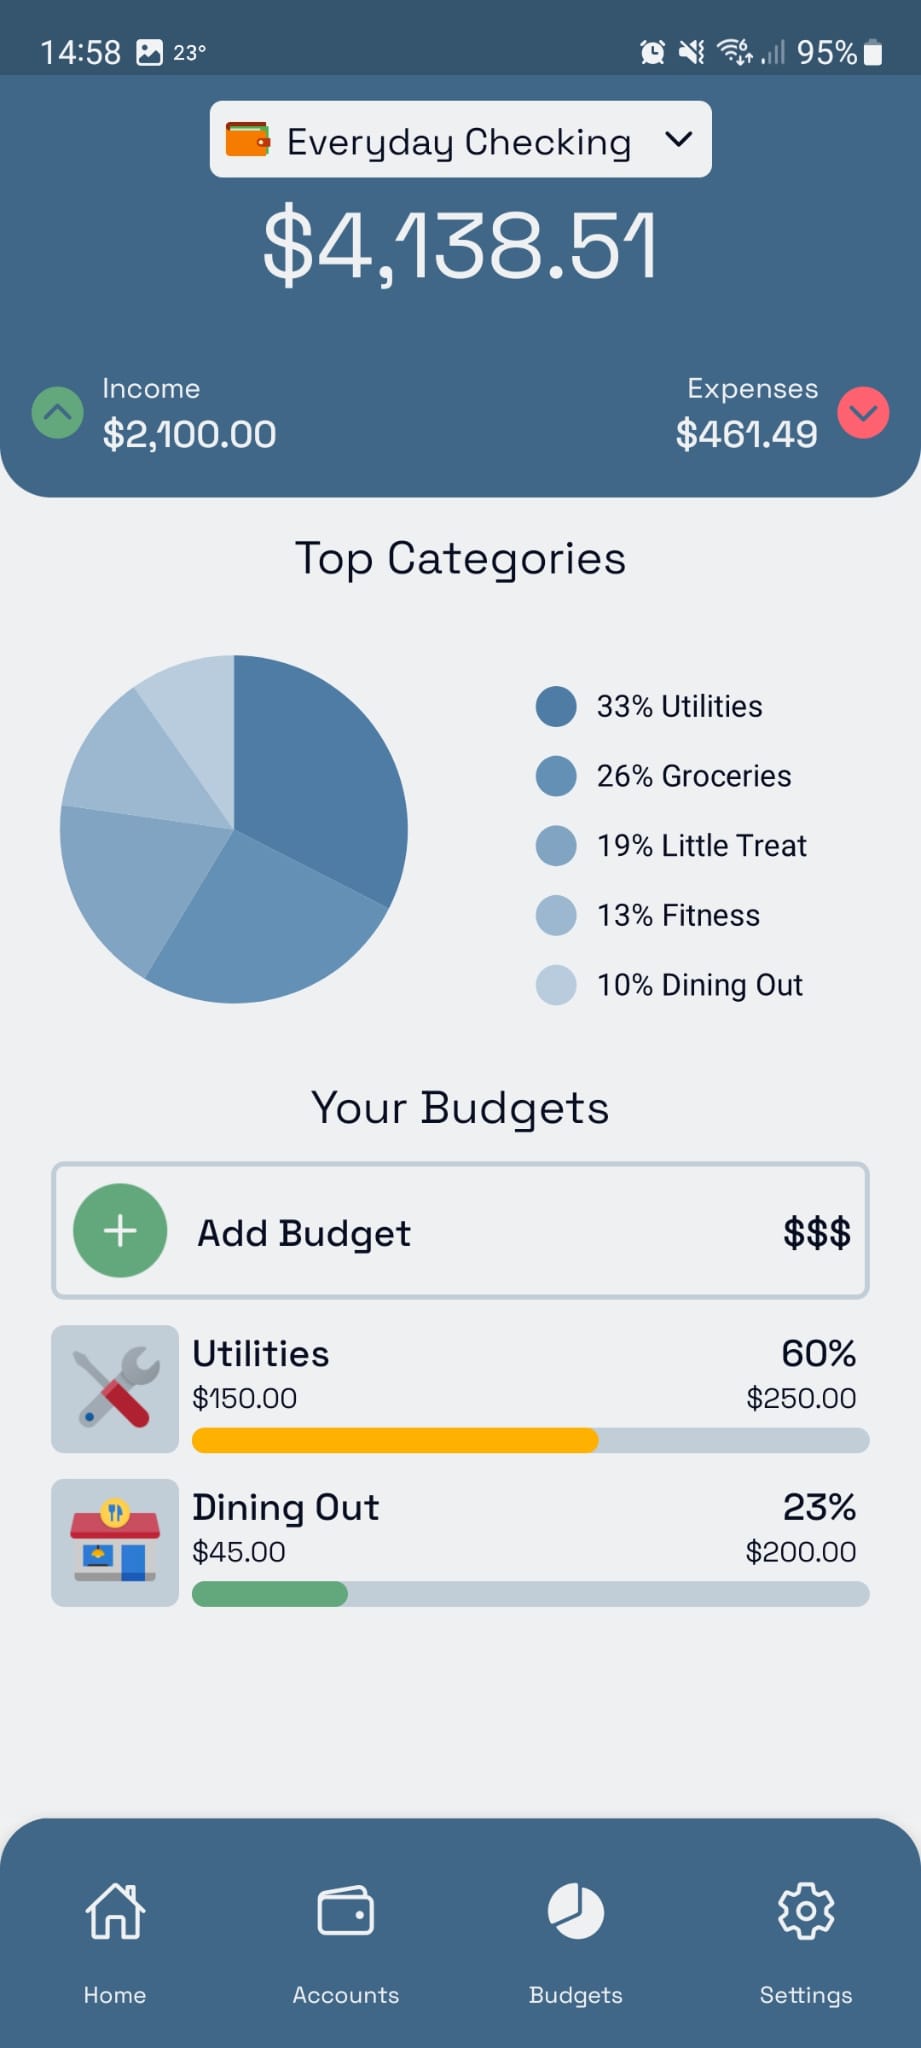 14:58 23° 95%
Everyday Checking
$4,138.51
Income
$2,100.00
Expenses
$461.49
Top Categories
33% Utilities
26% Groceries
19% Little Treat
13% Fitness
10% Dining Out
Your Budgets
Add Budget $$$
Utilities 60%
$150.00 $250.00
Dining Out 23%
$45.00 $200.00
Home Accounts Budgets Settings